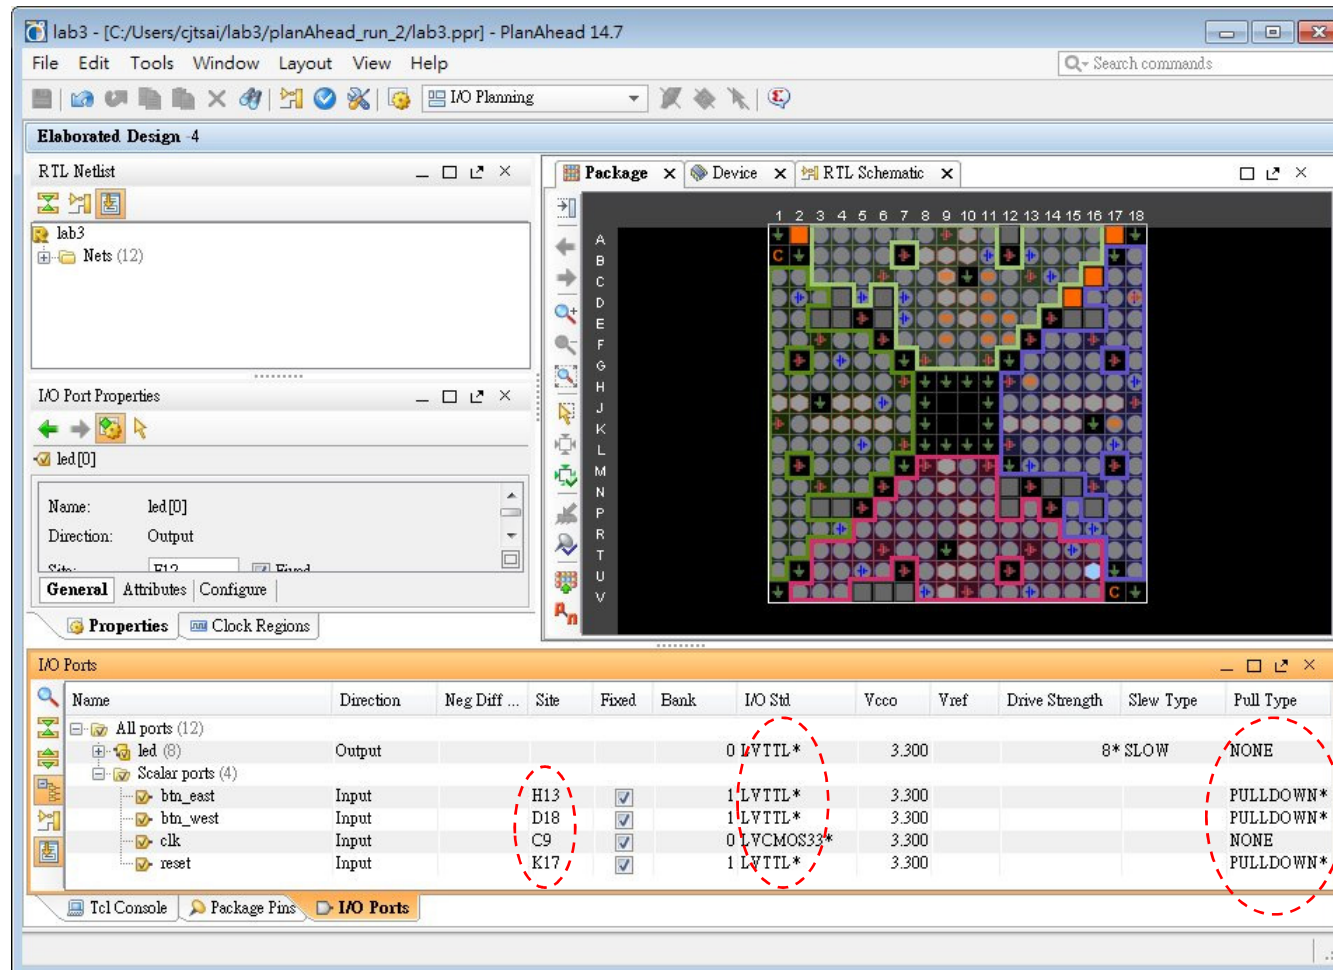 lab3 - [C:/Users/cjtsai/lab3/planAhead_run_2/lab3.ppr] - PlanAhead 14.7
File Edit Tools Window Layout View Help
Search commands
I/O Planning
Elaborated Design -4
RTL Netlist
lab3
Nets (12)
I/O Port Properties
led[0]
Name: led[0]
Direction: Output
Site: F12 Fixed
General Attributes Configure
Properties Clock Regions
Package Device RTL Schematic
1 2 3 4 5 6 7 8 9 10 11 12 13 14 15 16 17 18
A
B
C
D
E
F
G
H
J
K
L
M
N
P
R
T
U
V
C
C
I/O Ports
Name Direction Neg Diff ... Site Fixed Bank I/O Std Vcco Vref Drive Strength Slew Type Pull Type
All ports (12)
led (8) Output 0 LVTTL* 3.300 8* SLOW NONE
Scalar ports (4)
btn_east Input H13 1 LVTTL* 3.300 PULLDOWN*
btn_west Input D18 1 LVTTL* 3.300 PULLDOWN*
clk Input C9 0 LVCMOS33* 3.300 NONE
reset Input K17 1 LVTTL* 3.300 PULLDOWN*
Tcl Console Package Pins I/O Ports